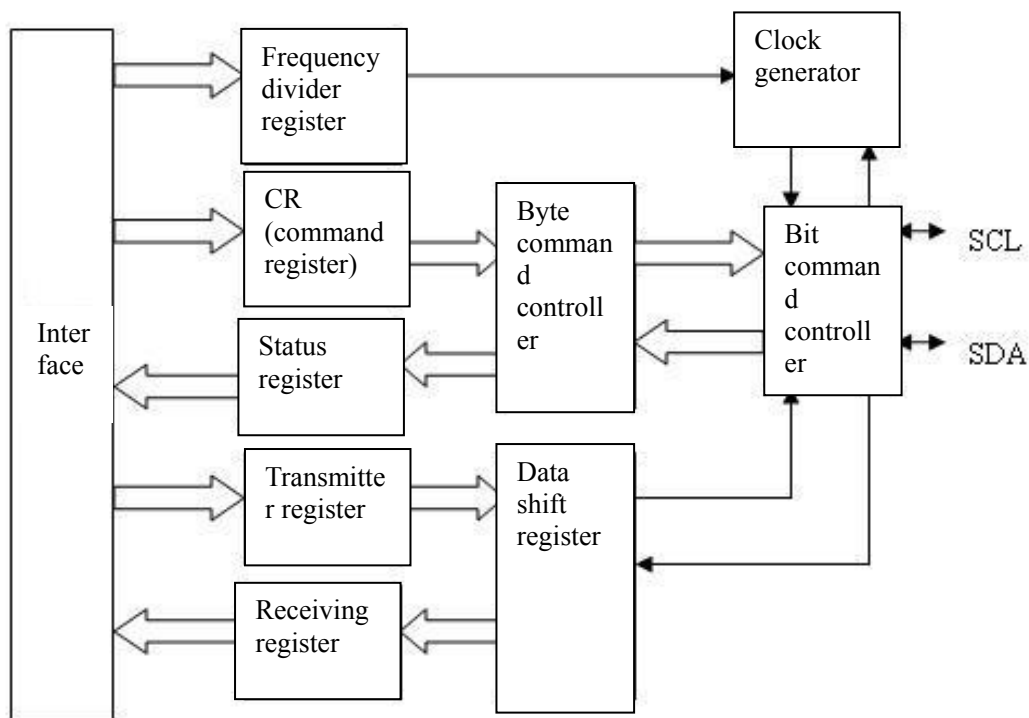 Inter
face
Frequency
divider
register
Clock
generator
CR
(command
register)
Byte
comman
d
controll
er
Bit
comman
d
controll
er
SCL
SDA
Status
register
Transmitte
r register
Data
shift
register
Receiving
register